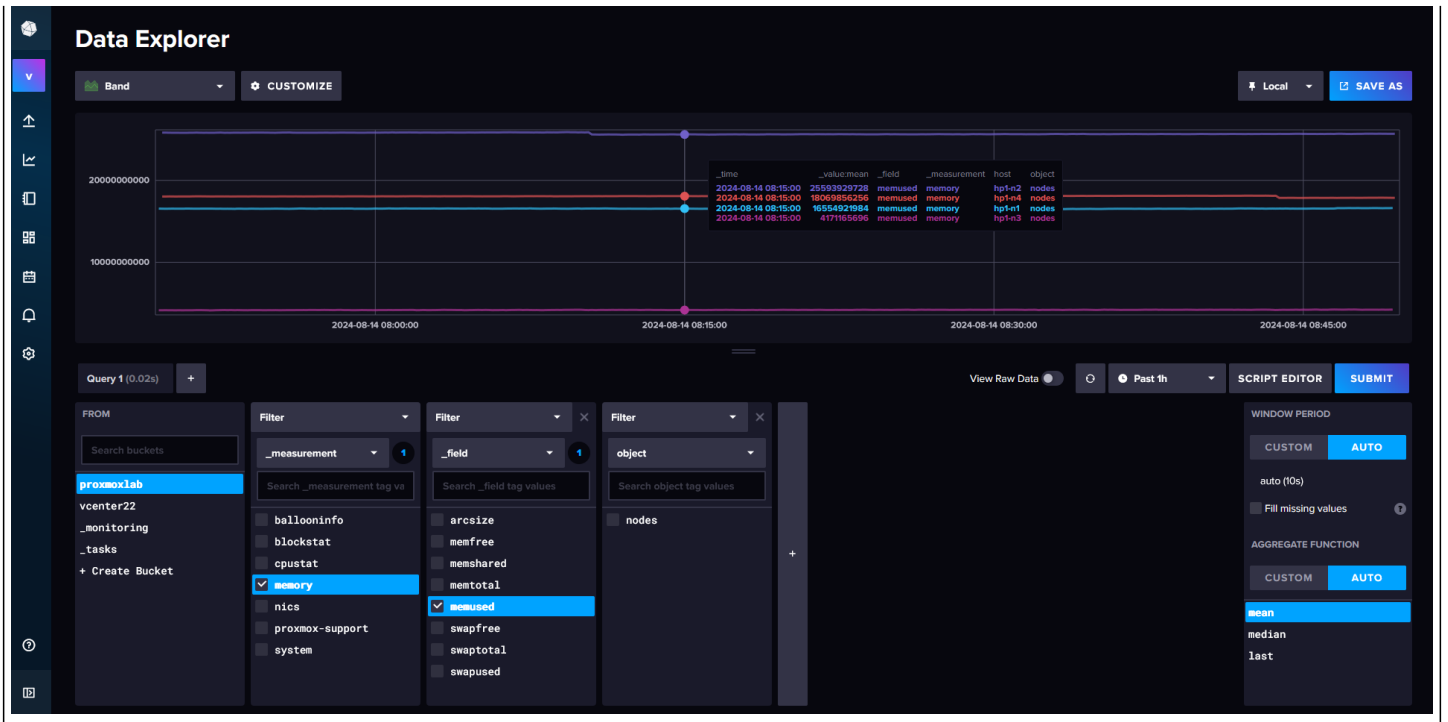 Data Explorer
v
Band
CUSTOMIZE
Local
SAVE AS
20000000000
10000000000
_time _value:mean _field _measurement host object
2024-08-14 08:15:00 25593929728 memused memory hp1-n2 nodes
2024-08-14 08:15:00 18069856256 memused memory hp1-n4 nodes
2024-08-14 08:15:00 16554921984 memused memory hp1-n1 nodes
2024-08-14 08:15:00 4171165696 memused memory hp1-n3 nodes
2024-08-14 08:00:00 2024-08-14 08:15:00 2024-08-14 08:30:00 2024-08-14 08:45:00
Query 1 (0.02s) +
View Raw Data
Past 1h
SCRIPT EDITOR
SUBMIT
FROM
Search buckets
proxmoxlab
vcenter22
_monitoring
_tasks
+ Create Bucket
Filter
_measurement 1
Search _measurement tag va
ballooninfo
blockstat
cpustat
memory
nics
proxmox-support
system
Filter
_field 1
Search _field tag values
arcsize
memfree
memshared
memtotal
memused
swapfree
swaptotal
swapused
Filter
object
Search object tag values
nodes
+
WINDOW PERIOD
CUSTOM AUTO
auto (10s)
Fill missing values ?
AGGREGATE FUNCTION
CUSTOM AUTO
mean
median
last